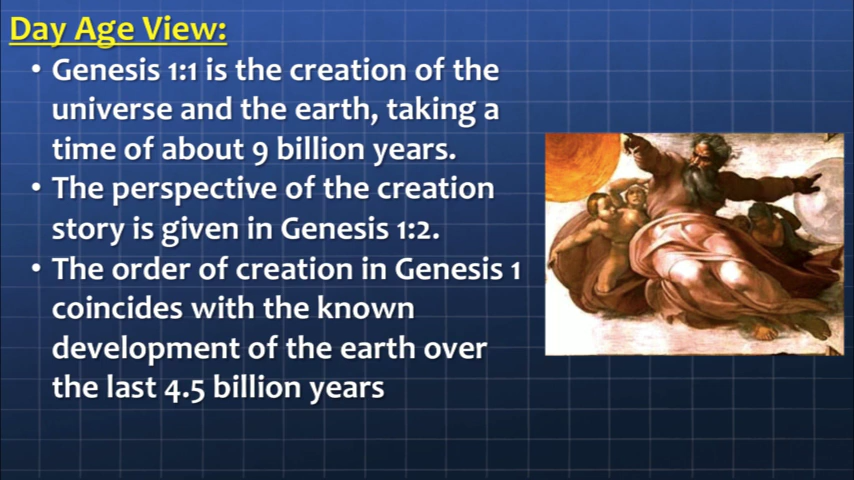 Day Age View:
• Genesis 1:1 is the creation of the
universe and the earth, taking a
time of about 9 billion years.
• The perspective of the creation
story is given in Genesis 1:2.
• The order of creation in Genesis 1
coincides with the known
development of the earth over
the last 4.5 billion years